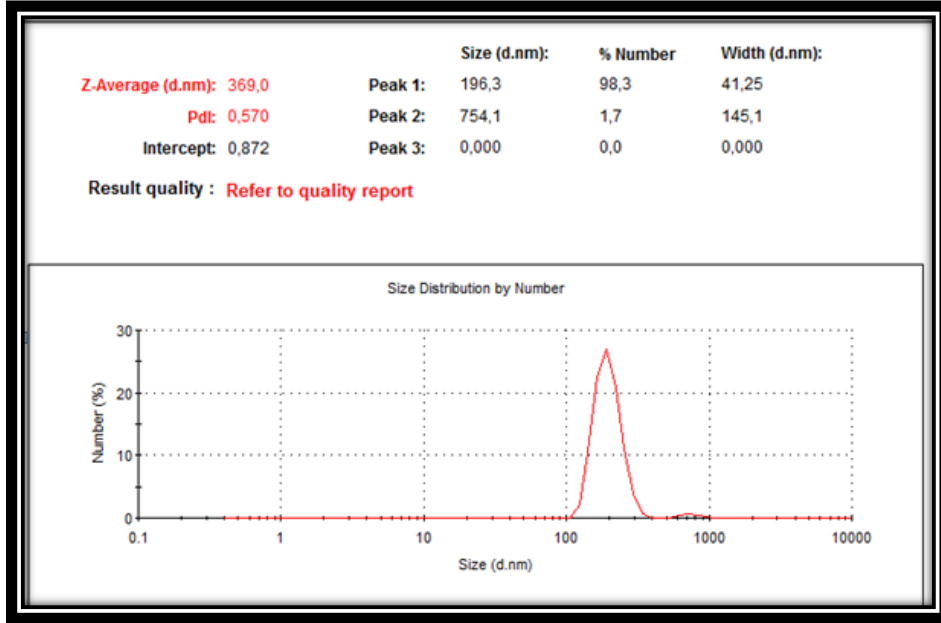 Size (d.nm): % Number Width (d.nm):
Z-Average (d.nm): 369,0 Peak 1: 196,3 98,3 41,25
PdI: 0,570 Peak 2: 754,1 1,7 145,1
Intercept: 0,872 Peak 3: 0,000 0,0 0,000
Result quality : Refer to quality report
Size Distribution by Number
30
20
10
0
Number (%)
0.1 1 10 100 1000 10000
Size (d.nm)